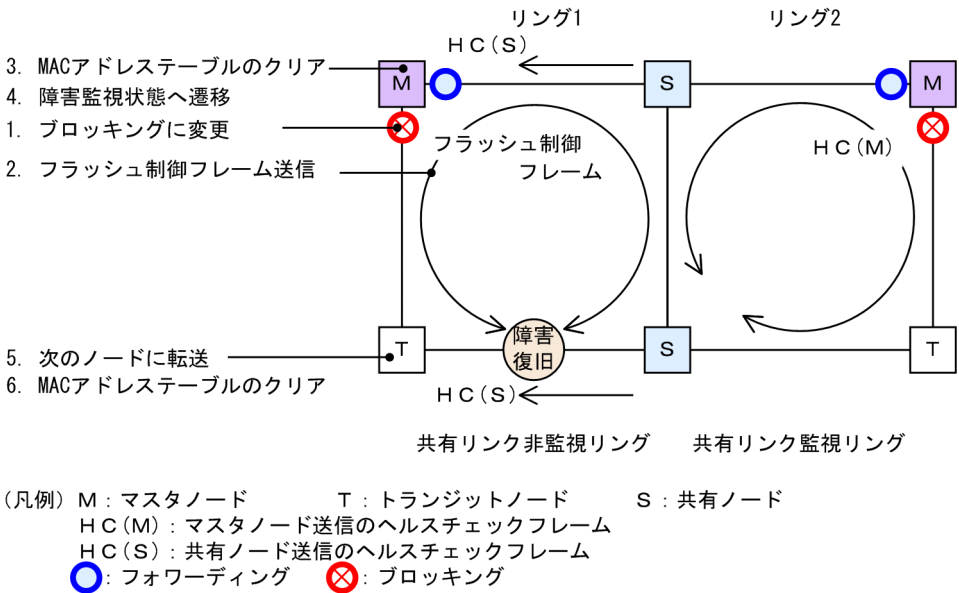 リング1
リング2
HC(S)
3. MACアドレステーブルのクリア
M
S
M
4. 障害監視状態へ遷移
1. ブロッキングに変更
フラッシュ制御
フレーム
HC(M)
2. フラッシュ制御フレーム送信
障害
復旧
T
S
T
5. 次のノードに転送
6. MACアドレステーブルのクリア
HC(S)
共有リンク非監視リング
共有リンク監視リング
(凡例) M:マスタノード T:トランジットノード S:共有ノード
HC(M):マスタノード送信のヘルスチェックフレーム
HC(S):共有ノード送信のヘルスチェックフレーム
:フォワーディング :ブロッキング